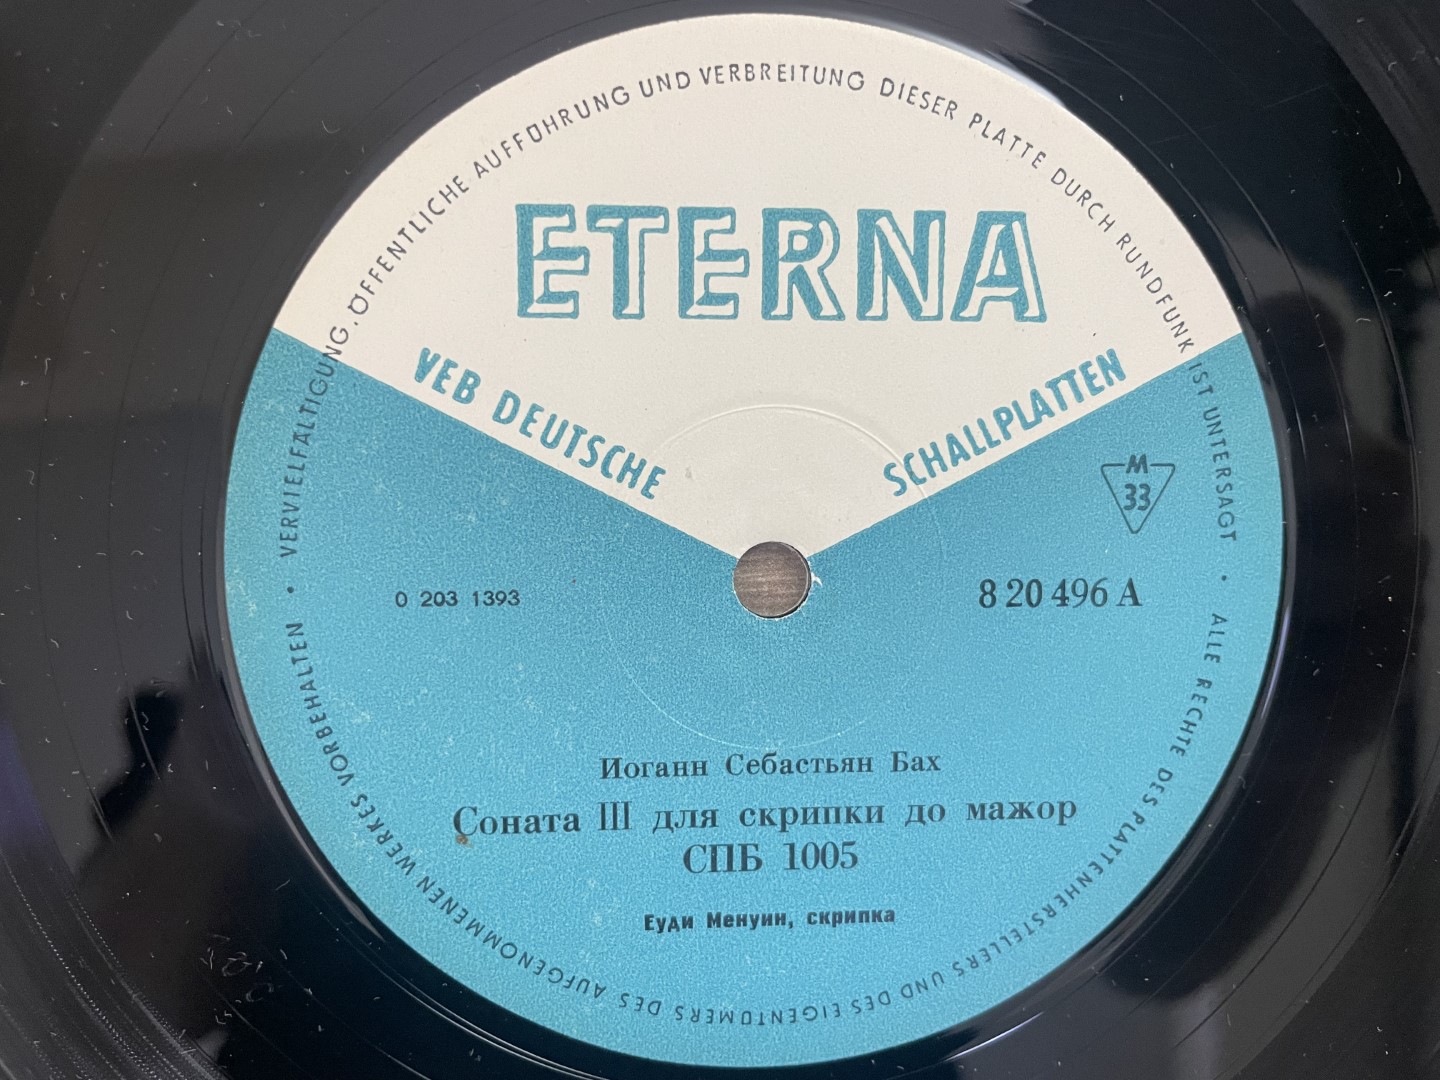 VERVIELFÄLTIGUNG. ÖFFENTLICHE AUFFÜHRUNG UND VERBREITUNG DIESER PLATTE DURCH RUNDFUNK IST UNTERSAGT •
ETERNA
VEB DEUTSCHE SCHALLPLATTEN
M
33
0 203 1393
8 20 496 A
Иоганн Себастьян Бах
Соната III для скрипки до мажор
СПБ 1005
Еуди Менуин, скрипка
ALLE RECHTE DES PLATTENHERSTELLERS UND DES EIGENTÜMERS DES AUFGENOMMENEN WERKES VORBEHALTEN •